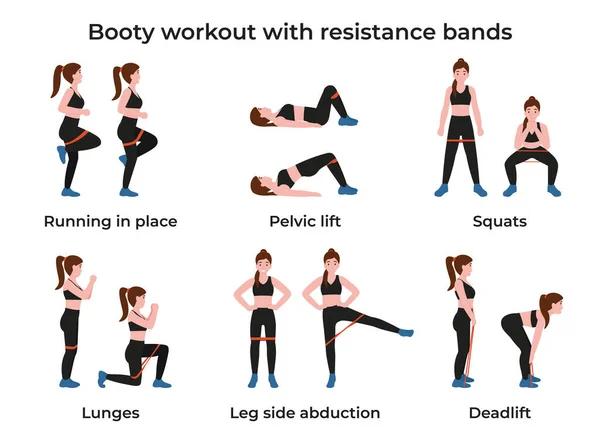 Booty workout with resistance bands
Running in place
Pelvic lift
Squats
Lunges
Leg side abduction
Deadlift